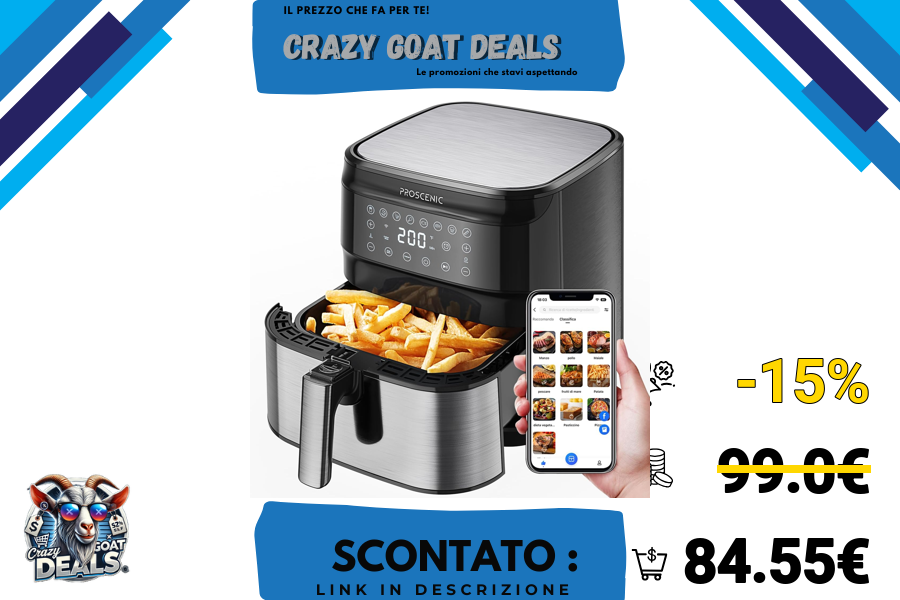 IL PREZZO CHE FA PER TE!
CRAZY GOAT DEALS
Le promozioni che stavi aspettando
PROSCENIC
200
Classifica
-15%
99.0€
SCONTATO :
84.55€
LINK IN DESCRIZIONE
Crazy
GOAT
DEALS